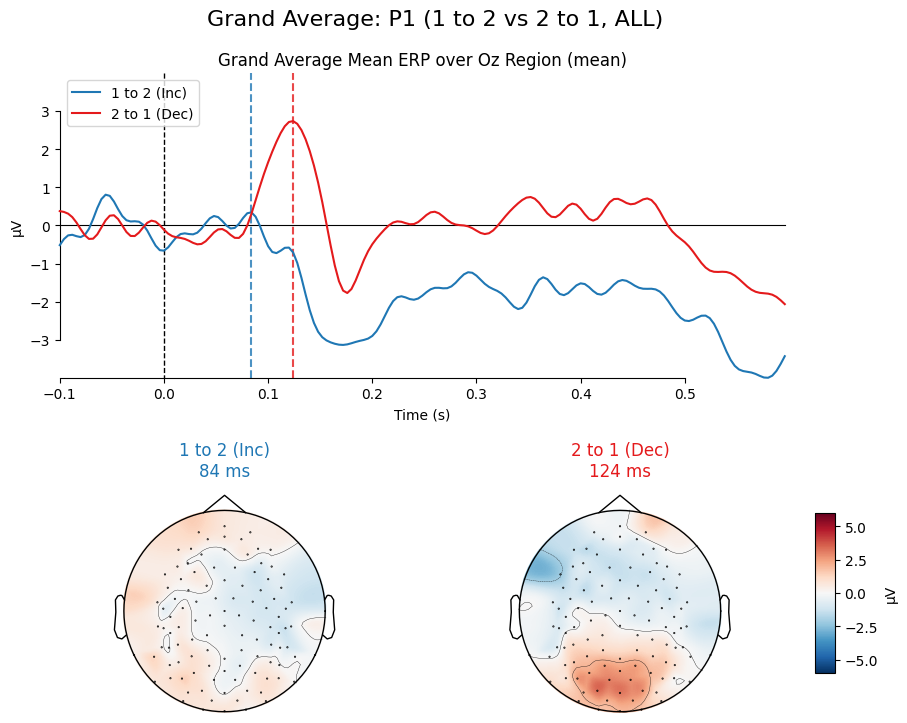 Grand Average: P1 (1 to 2 vs 2 to 1, ALL)
Grand Average Mean ERP over Oz Region (mean)
1 to 2 (Inc)
2 to 1 (Dec)
3
2
1
0
−1
−2
−3
µV
−0.1 0.0 0.1 0.2 0.3 0.4 0.5
Time (s)
1 to 2 (Inc)
84 ms
2 to 1 (Dec)
124 ms
5.0
2.5
0.0
−2.5
−5.0
µV